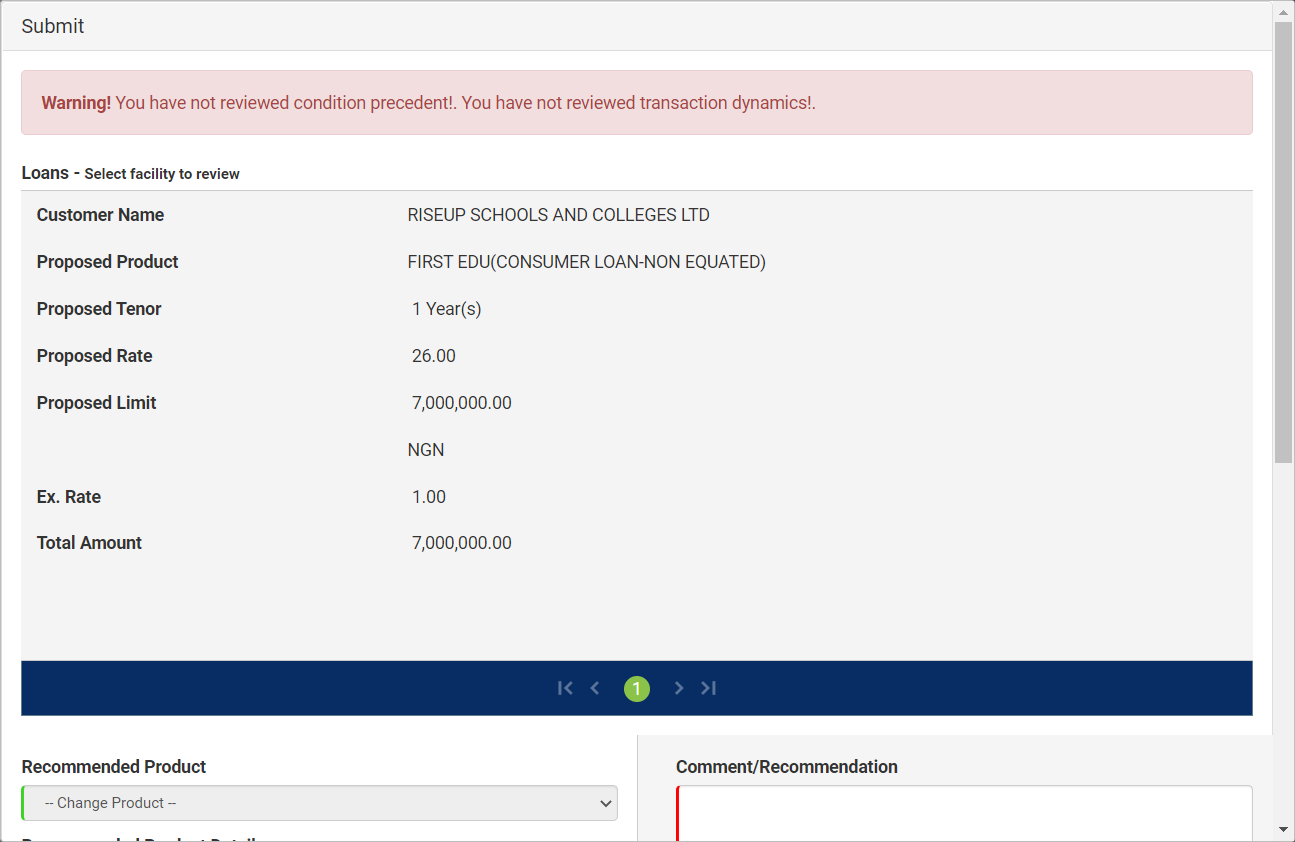 Submit
Warning! You have not reviewed condition precedent!. You have not reviewed transaction dynamics!.
Loans - Select facility to review
Customer Name RISEUP SCHOOLS AND COLLEGES LTD
Proposed Product FIRST EDU(CONSUMER LOAN-NON EQUATED)
Proposed Tenor 1 Year(s)
Proposed Rate 26.00
Proposed Limit 7,000,000.00
NGN
Ex. Rate 1.00
Total Amount 7,000,000.00
1
Recommended Product
-- Change Product --
Comment/Recommendation